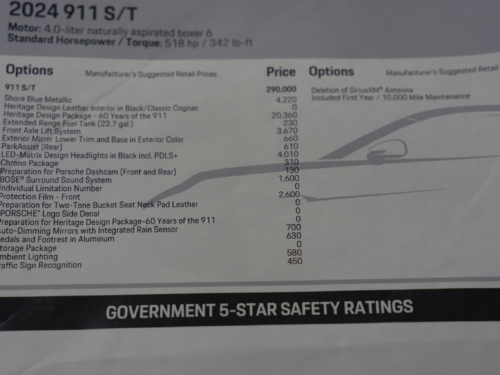 2024 911 S/T
Motor: 4.0-liter naturally aspirated boxer 6
Standard Horsepower / Torque: 518 hp / 342 lb-ft
Options Manufacturer's Suggested Retail Prices Price
911 S/T 290,000
Shore Blue Metallic 4,220
Heritage Design Leather Interior in Black/Classic Cognac 0
Heritage Design Package - 60 Years of the 911 20,360
Extended Range Fuel Tank (23.7 gal.) 230
Front Axle Lift System 3,670
Exterior Mirror Lower Trim and Base in Exterior Color 660
ParkAssist (Rear) 610
LED-Matrix Design Headlights in Black incl. PDLS+ 4,010
Chrono Package 310
Preparation for Porsche Dashcam (Front and Rear) 130
BOSE® Surround Sound System 1,600
Individual Limitation Number 0
Protection Film - Front 2,600
Preparation for Two-Tone Bucket Seat Neck Pad Leather 0
"PORSCHE" Logo Side Decal 0
Preparation for Heritage Design Package-60 Years of the 911 0
Auto-Dimming Mirrors with Integrated Rain Sensor 700
edals and Footrest in Aluminum 630
torage Package 0
mbient Lighting 580
raffic Sign Recognition 450
Options Manufacturer's Suggested Retail
Deletion of SiriusXM® Antenna
Included First Year / 10,000 Mile Maintenance
GOVERNMENT 5-STAR SAFETY RATINGS